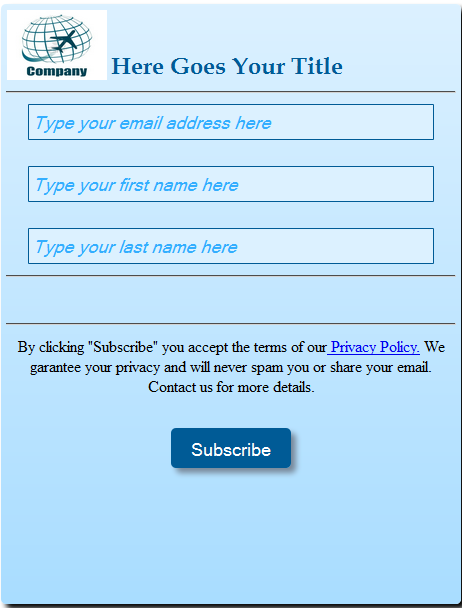 Company
Here Goes Your Title
Type your email address here
Type your first name here
Type your last name here
By clicking "Subscribe" you accept the terms of our Privacy Policy. We
garantee your privacy and will never spam you or share your email.
Contact us for more details.
Subscribe